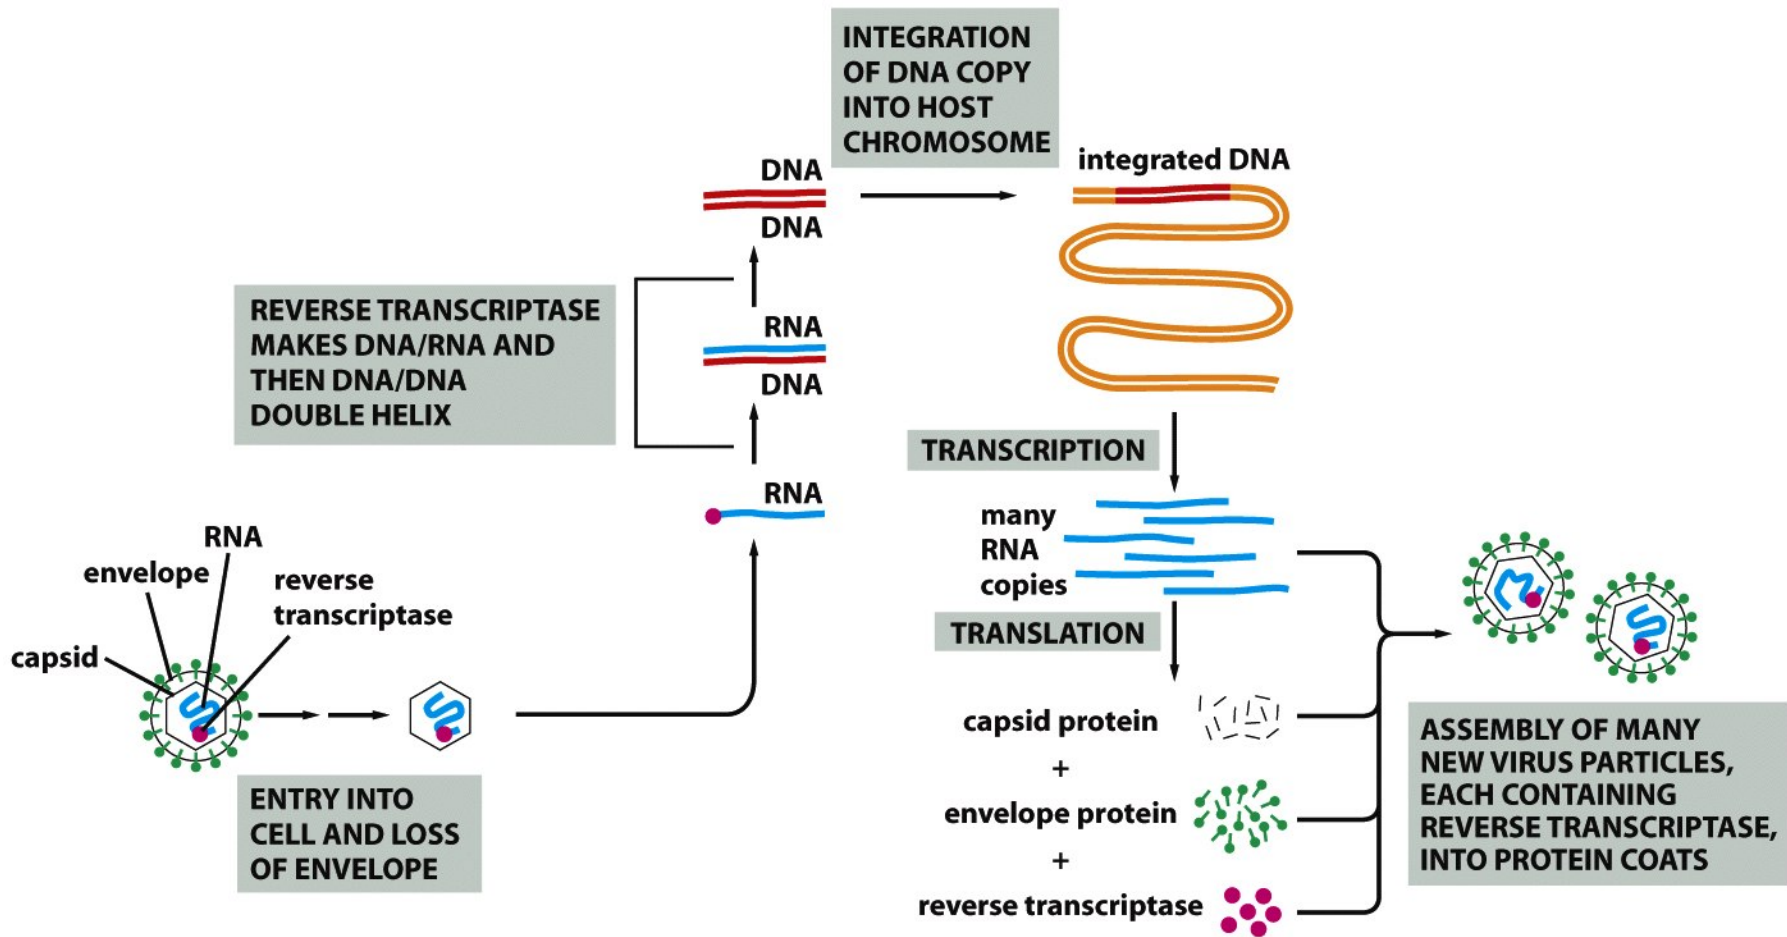 RNA
envelope
reverse
transcriptase
capsid
ENTRY INTO
CELL AND LOSS
OF ENVELOPE
REVERSE TRANSCRIPTASE
MAKES DNA/RNA AND
THEN DNA/DNA
DOUBLE HELIX
RNA
RNA
DNA
DNA
DNA
INTEGRATION
OF DNA COPY
INTO HOST
CHROMOSOME
integrated DNA
TRANSCRIPTION
many
RNA
copies
TRANSLATION
capsid protein
+
envelope protein
+
reverse transcriptase
ASSEMBLY OF MANY
NEW VIRUS PARTICLES,
EACH CONTAINING
REVERSE TRANSCRIPTASE,
INTO PROTEIN COATS